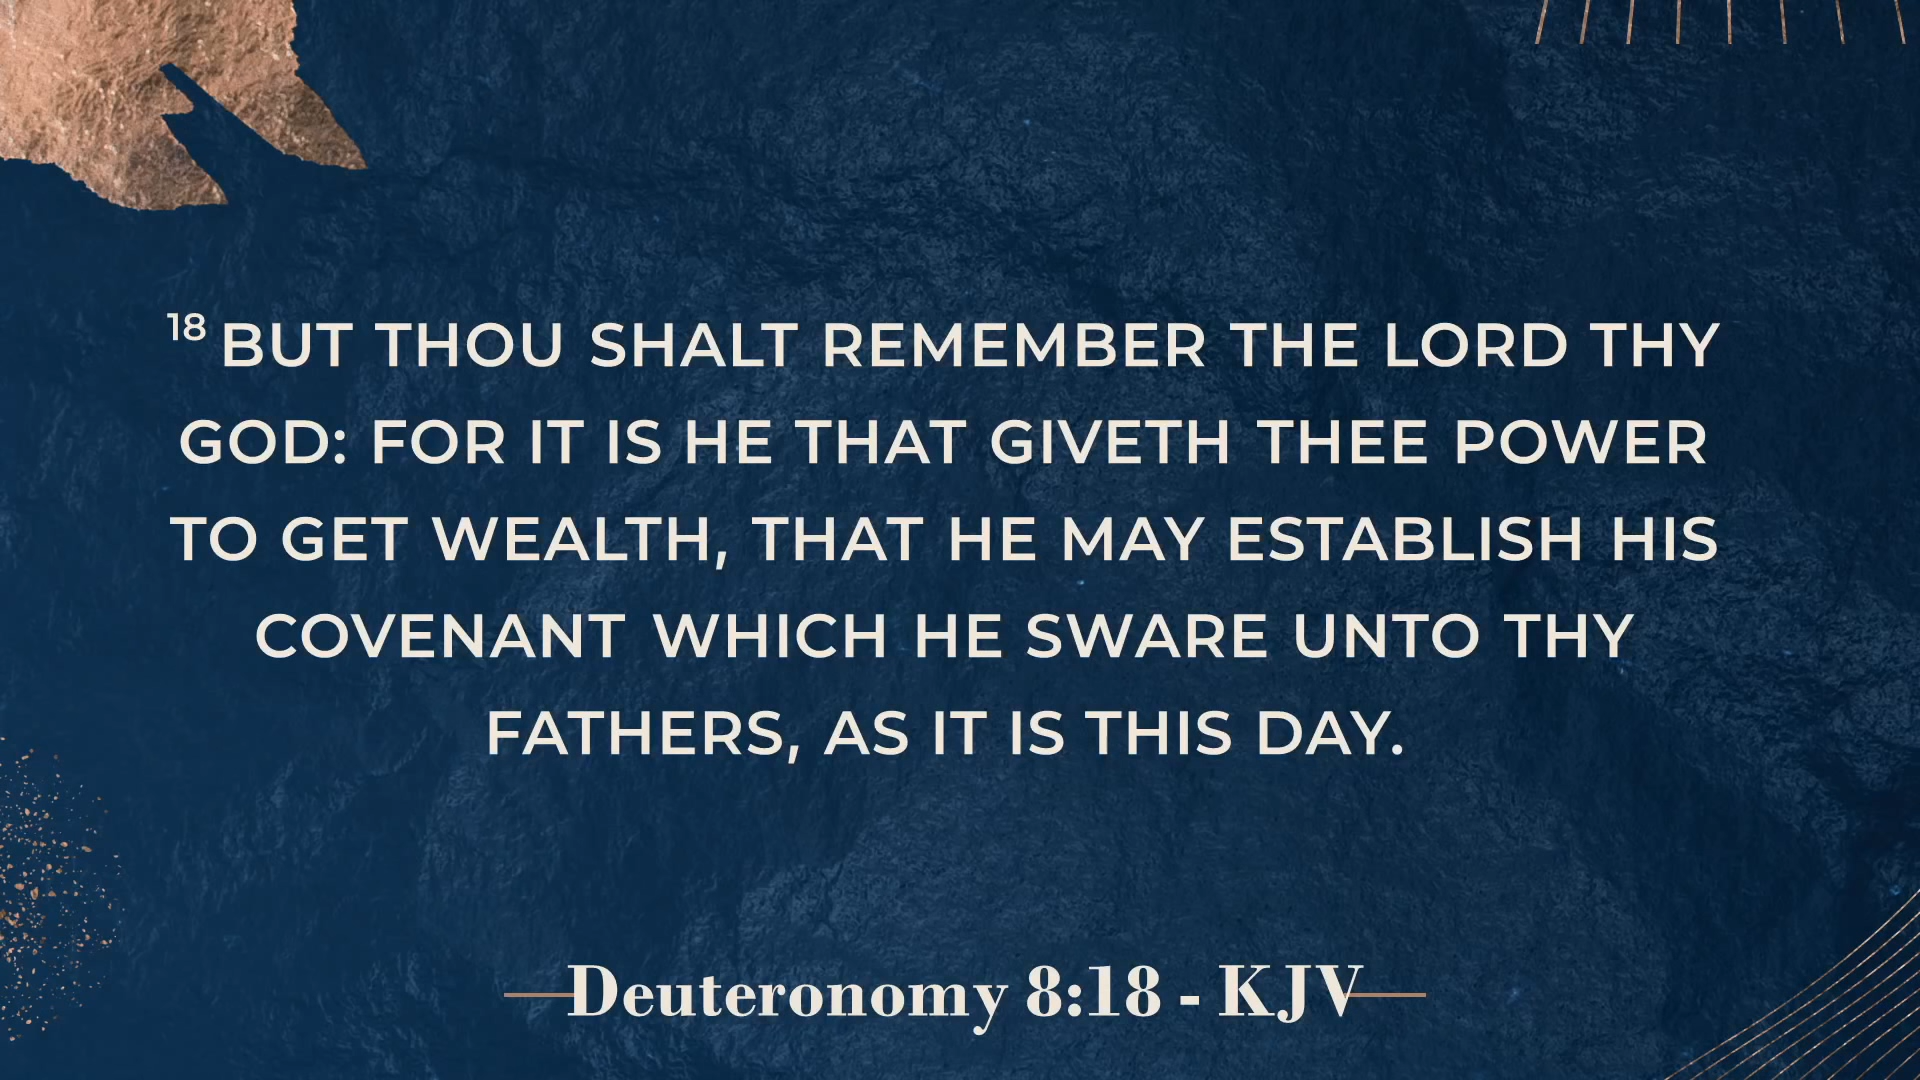 18 BUT THOU SHALT REMEMBER THE LORD THY
GOD: FOR IT IS HE THAT GIVETH THEE POWER
TO GET WEALTH, THAT HE MAY ESTABLISH HIS
COVENANT WHICH HE SWARE UNTO THY
FATHERS, AS IT IS THIS DAY.
Deuteronomy 8:18 - KJV